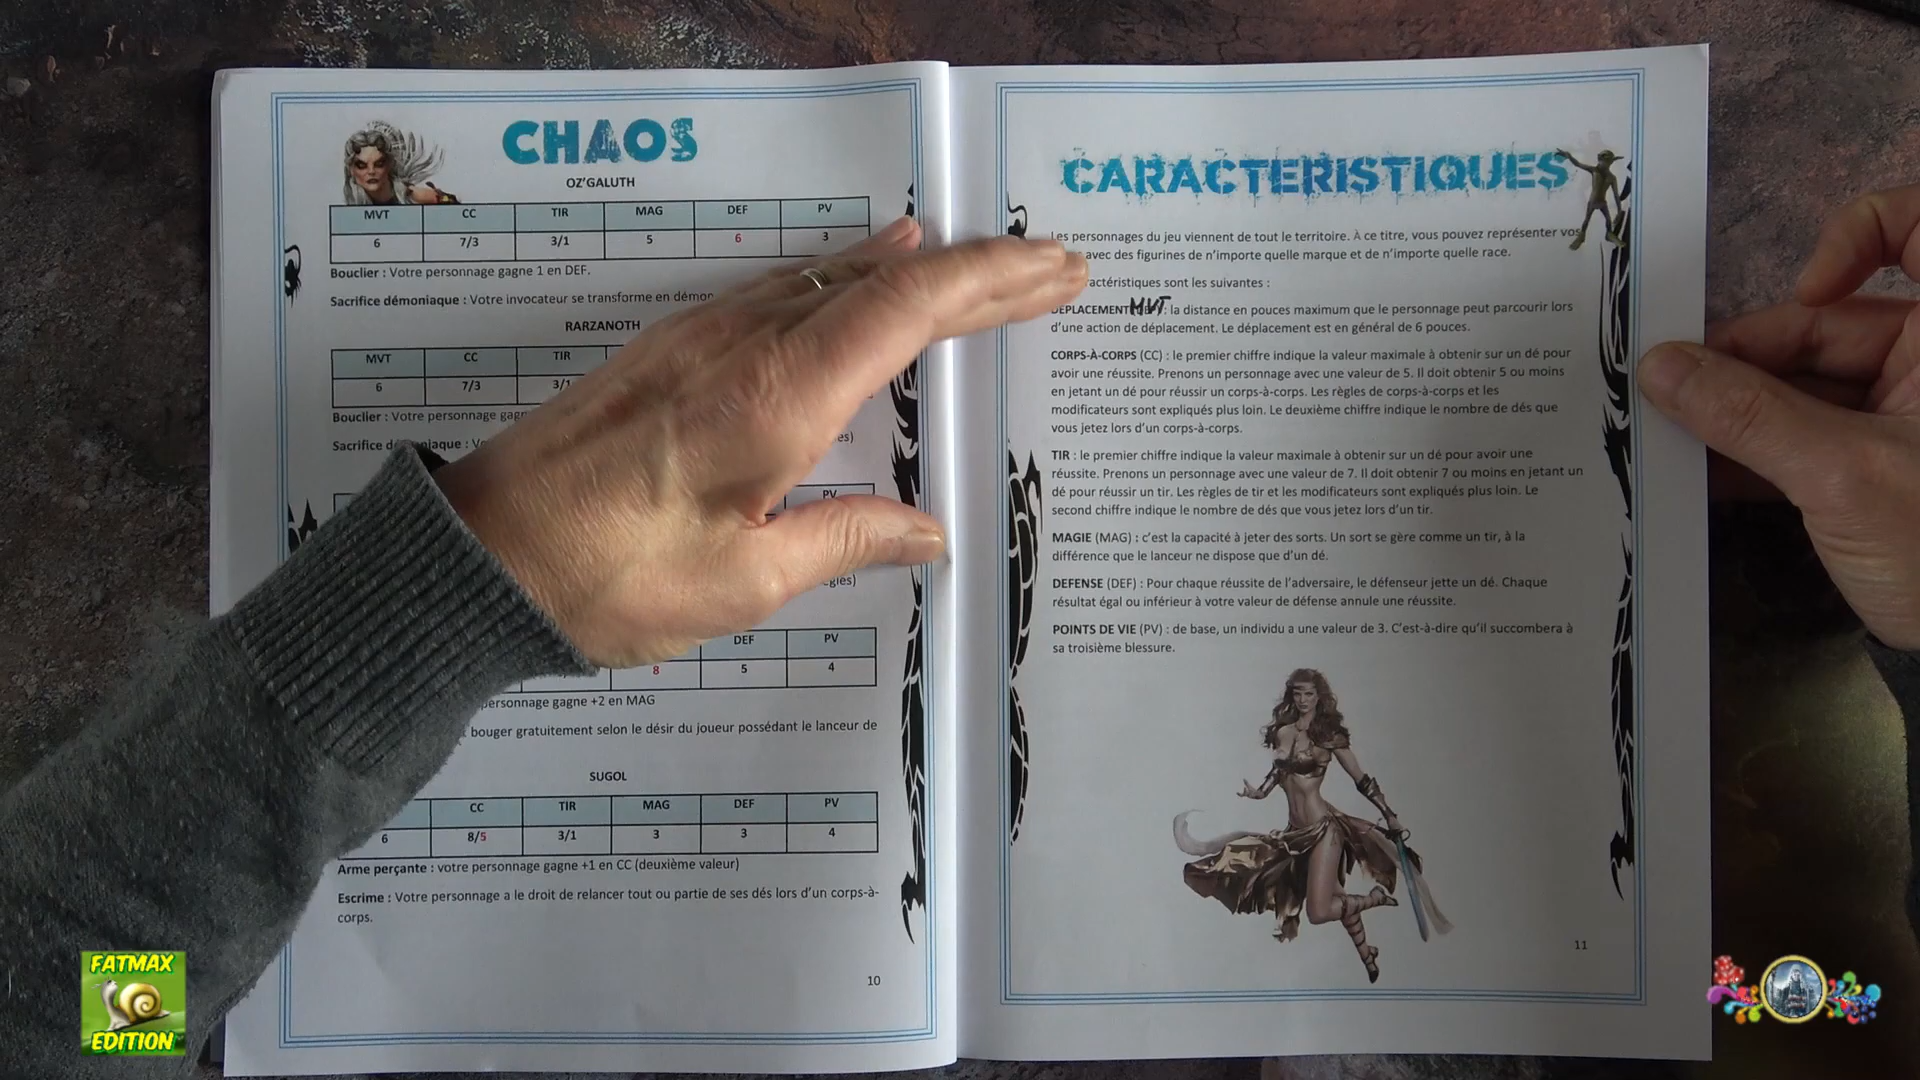 CHAOS
OZ'GALUTH
MVT CC TIR MAG DEF PV
6 7/3 3/1 5 6 3
Bouclier : Votre personnage gagne 1 en DEF.
Sacrifice démoniaque : Votre invocateur se transforme en
RARZANOTH
MVT CC TIR
6 7/3
Bouclier : Votre personnage
Sacrifice
PV
DEF PV
8 5 4
personnage gagne +2 en MAG
bouger gratuitement selon le désir du joueur possédant le lanceur de
SUGOL
CC TIR MAG DEF PV
6 8/5 3/1 3 3 4
Arme perçante : votre personnage gagne +1 en CC (deuxième valeur)
Escrime : Votre personnage a le droit de relancer tout ou partie de ses dés lors d'un corps-à-
corps.
10
CARACTERISTIQUES
Les personnages du jeu viennent de tout le territoire. À ce titre, vous pouvez représenter vos
avec des figurines de n'importe quelle marque et de n'importe quelle race.
sont les suivantes :
DEPLACEMENT MVT : la distance en pouces maximum que le personnage peut parcourir lors
d'une action de déplacement. Le déplacement est en général de 6 pouces.
CORPS-À-CORPS (CC) : le premier chiffre indique la valeur maximale à obtenir sur un dé pour
avoir une réussite. Prenons un personnage avec une valeur de 5. Il doit obtenir 5 ou moins
en jetant un dé pour réussir un corps-à-corps. Les règles de corps-à-corps et les
modificateurs sont expliqués plus loin. Le deuxième chiffre indique le nombre de dés que
vous jetez lors d'un corps-à-corps.
TIR : le premier chiffre indique la valeur maximale à obtenir sur un dé pour avoir une
réussite. Prenons un personnage avec une valeur de 7. Il doit obtenir 7 ou moins en jetant un
dé pour réussir un tir. Les règles de tir et les modificateurs sont expliqués plus loin. Le
second chiffre indique le nombre de dés que vous jetez lors d'un tir.
MAGIE (MAG) : c'est la capacité à jeter des sorts. Un sort se gère comme un tir, à la
différence que le lanceur ne dispose que d'un dé.
DEFENSE (DEF) : Pour chaque réussite de l'adversaire, le défenseur jette un dé. Chaque
résultat égal ou inférieur à votre valeur de défense annule une réussite.
POINTS DE VIE (PV) : de base, un individu a une valeur de 3. C'est-à-dire qu'il succombera à
sa troisième blessure.
11
FATMAX
EDITION